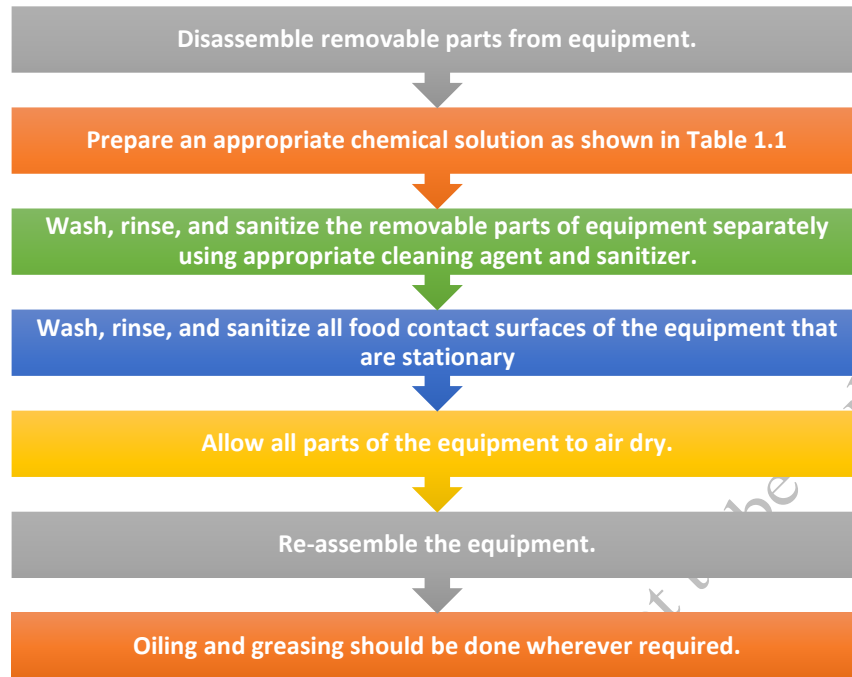 Disassemble removable parts from equipment.
Prepare an appropriate chemical solution as shown in Table 1.1
Wash, rinse, and sanitize the removable parts of equipment separately
using appropriate cleaning agent and sanitizer.
Wash, rinse, and sanitize all food contact surfaces of the equipment that
are stationary
Allow all parts of the equipment to air dry.
Re-assemble the equipment.
Oiling and greasing should be done wherever required.